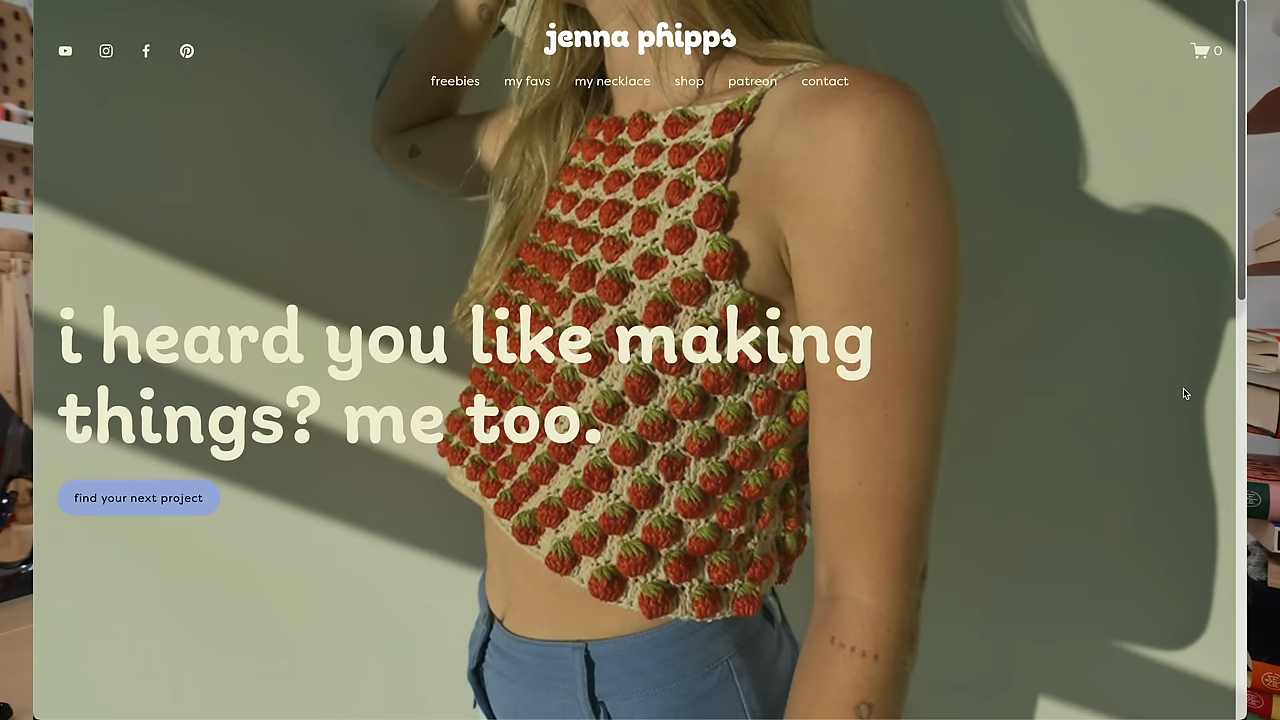 jenna phipps
0
freebies my favs my necklace shop patreon contact
i heard you like making
things? me too.
find your next project